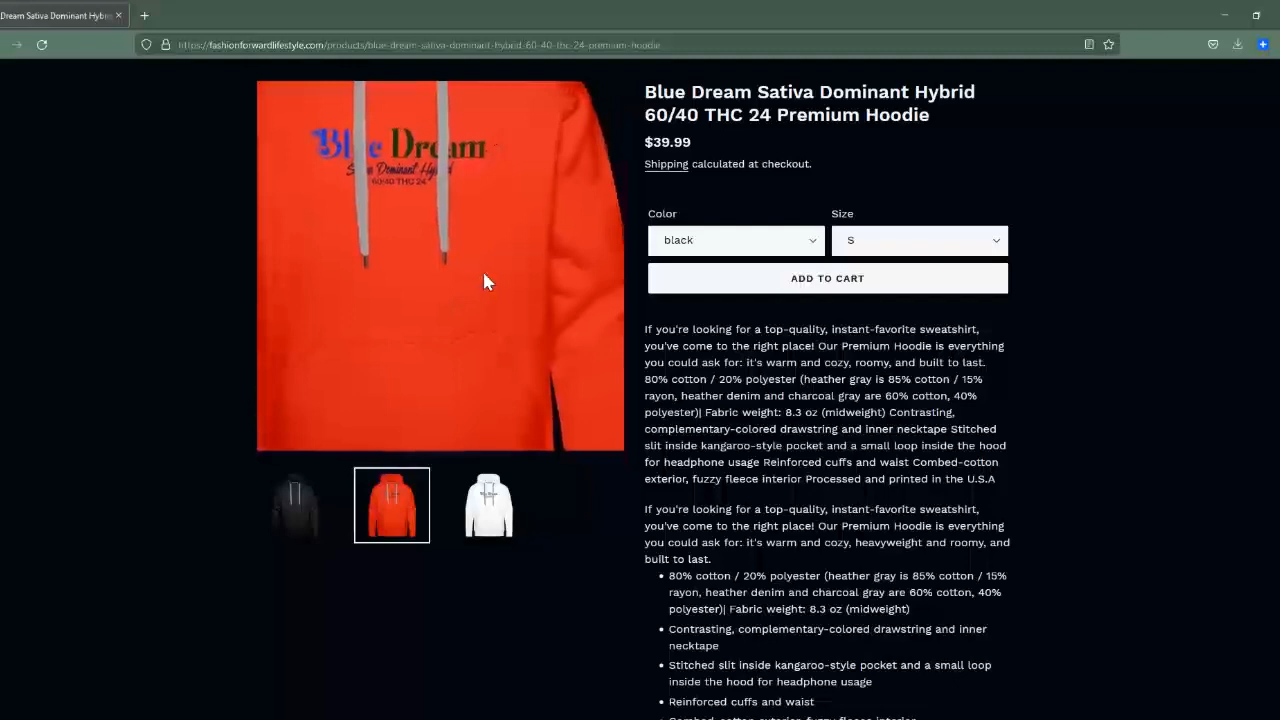 Dream Sativa Dominant Hybri
https://fashionforwardlifestyle.com/products/blue-dream-sativa-dominant-hybrid-60-40-thc-24-premium-hoodie
Blue Dream
Sativa Dominant Hybrid
60/40 THC 24
Blue Dream Sativa Dominant Hybrid
60/40 THC 24 Premium Hoodie
$39.99
Shipping calculated at checkout.
Color
Size
black
S
ADD TO CART
If you're looking for a top-quality, instant-favorite sweatshirt,
you've come to the right place! Our Premium Hoodie is everything
you could ask for: it's warm and cozy, roomy, and built to last.
80% cotton / 20% polyester (heather gray is 85% cotton / 15%
rayon, heather denim and charcoal gray are 60% cotton, 40%
polyester)| Fabric weight: 8.3 oz (midweight) Contrasting,
complementary-colored drawstring and inner necktape Stitched
slit inside kangaroo-style pocket and a small loop inside the hood
for headphone usage Reinforced cuffs and waist Combed-cotton
exterior, fuzzy fleece interior Processed and printed in the U.S.A
If you're looking for a top-quality, instant-favorite sweatshirt,
you've come to the right place! Our Premium Hoodie is everything
you could ask for: it's warm and cozy, heavyweight and roomy, and
built to last.
• 80% cotton / 20% polyester (heather gray is 85% cotton / 15%
rayon, heather denim and charcoal gray are 60% cotton, 40%
polyester)| Fabric weight: 8.3 oz (midweight)
• Contrasting, complementary-colored drawstring and inner
necktape
• Stitched slit inside kangaroo-style pocket and a small loop
inside the hood for headphone usage
• Reinforced cuffs and waist
• Combed-cotton exterior, fuzzy fleece interior